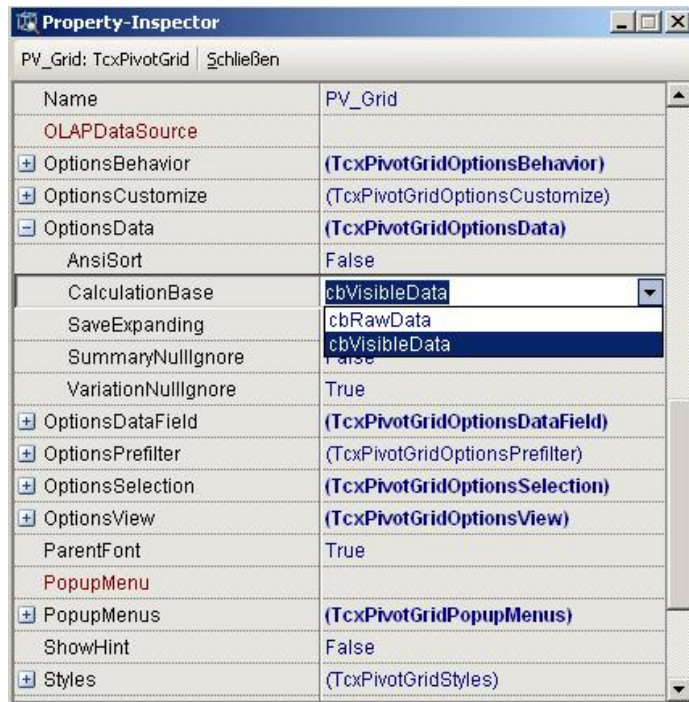 Property-Inspector
PV_Grid: TcxPivotGrid Schließen
Name PV_Grid
OLAPDataSource
OptionsBehavior (TcxPivotGridOptionsBehavior)
OptionsCustomize (TcxPivotGridOptionsCustomize)
OptionsData (TcxPivotGridOptionsData)
AnsiSort False
CalculationBase cbVisibleData
SaveExpanding cbRawData
cbVisibleData
SummaryNullIgnore False
VariationNullIgnore True
OptionsDataField (TcxPivotGridOptionsDataField)
OptionsPrefilter (TcxPivotGridOptionsPrefilter)
OptionsSelection (TcxPivotGridOptionsSelection)
OptionsView (TcxPivotGridOptionsView)
ParentFont True
PopupMenu
PopupMenus (TcxPivotGridPopupMenus)
ShowHint False
Styles (TcxPivotGridStyles)